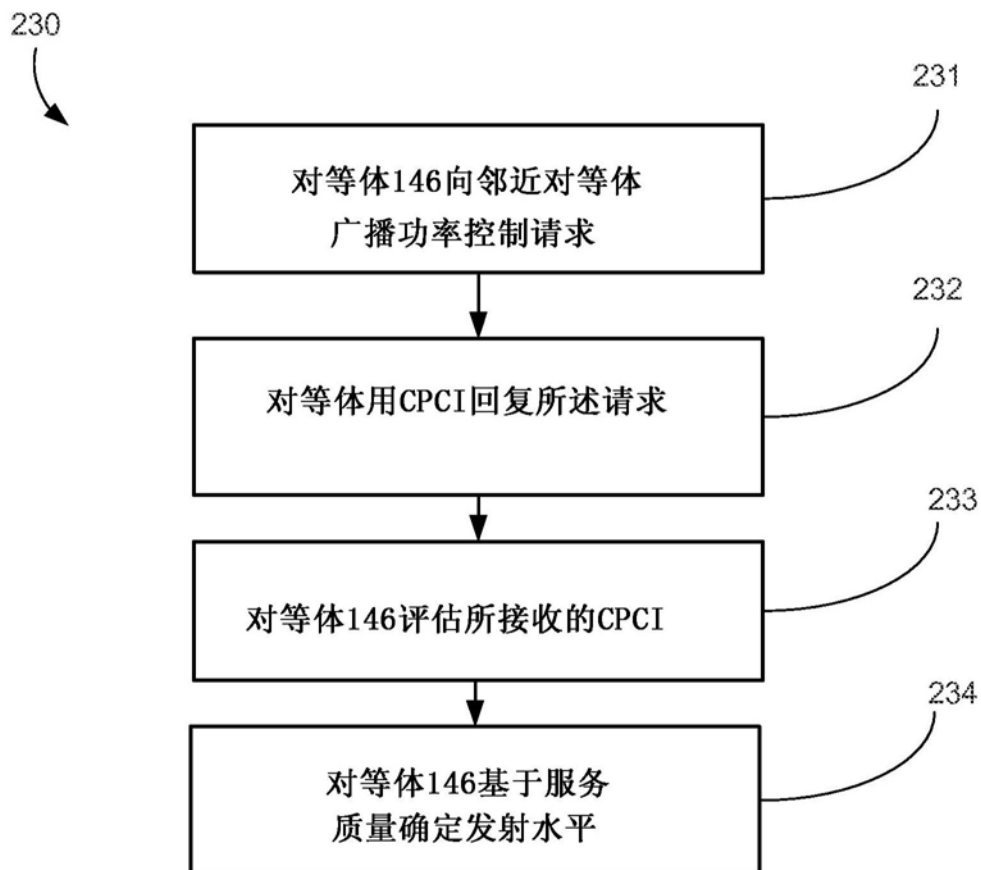 230
231
对等体146向邻近对等体
广播功率控制请求
232
对等体用CPCI回复所述请求
233
对等体146评估所接收的CPCI
234
对等体146基于服务
质量确定发射水平